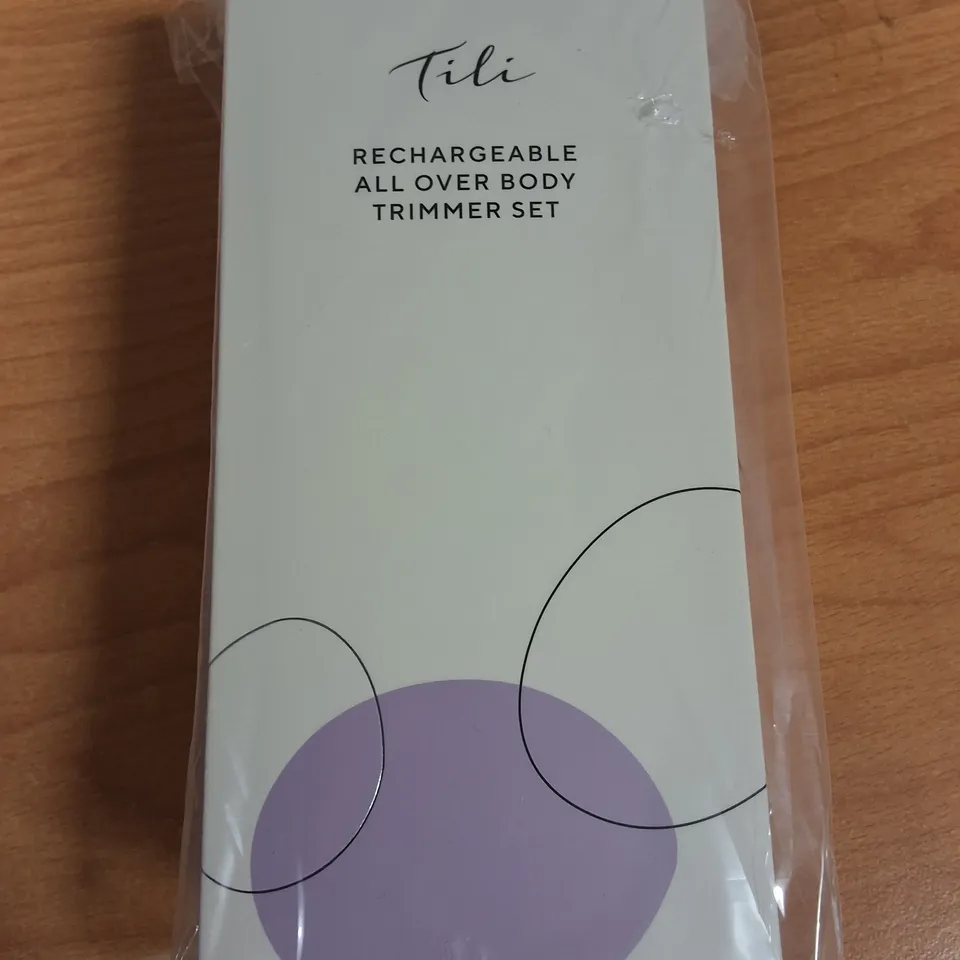 Tili
RECHARGEABLE
ALL OVER BODY
TRIMMER SET